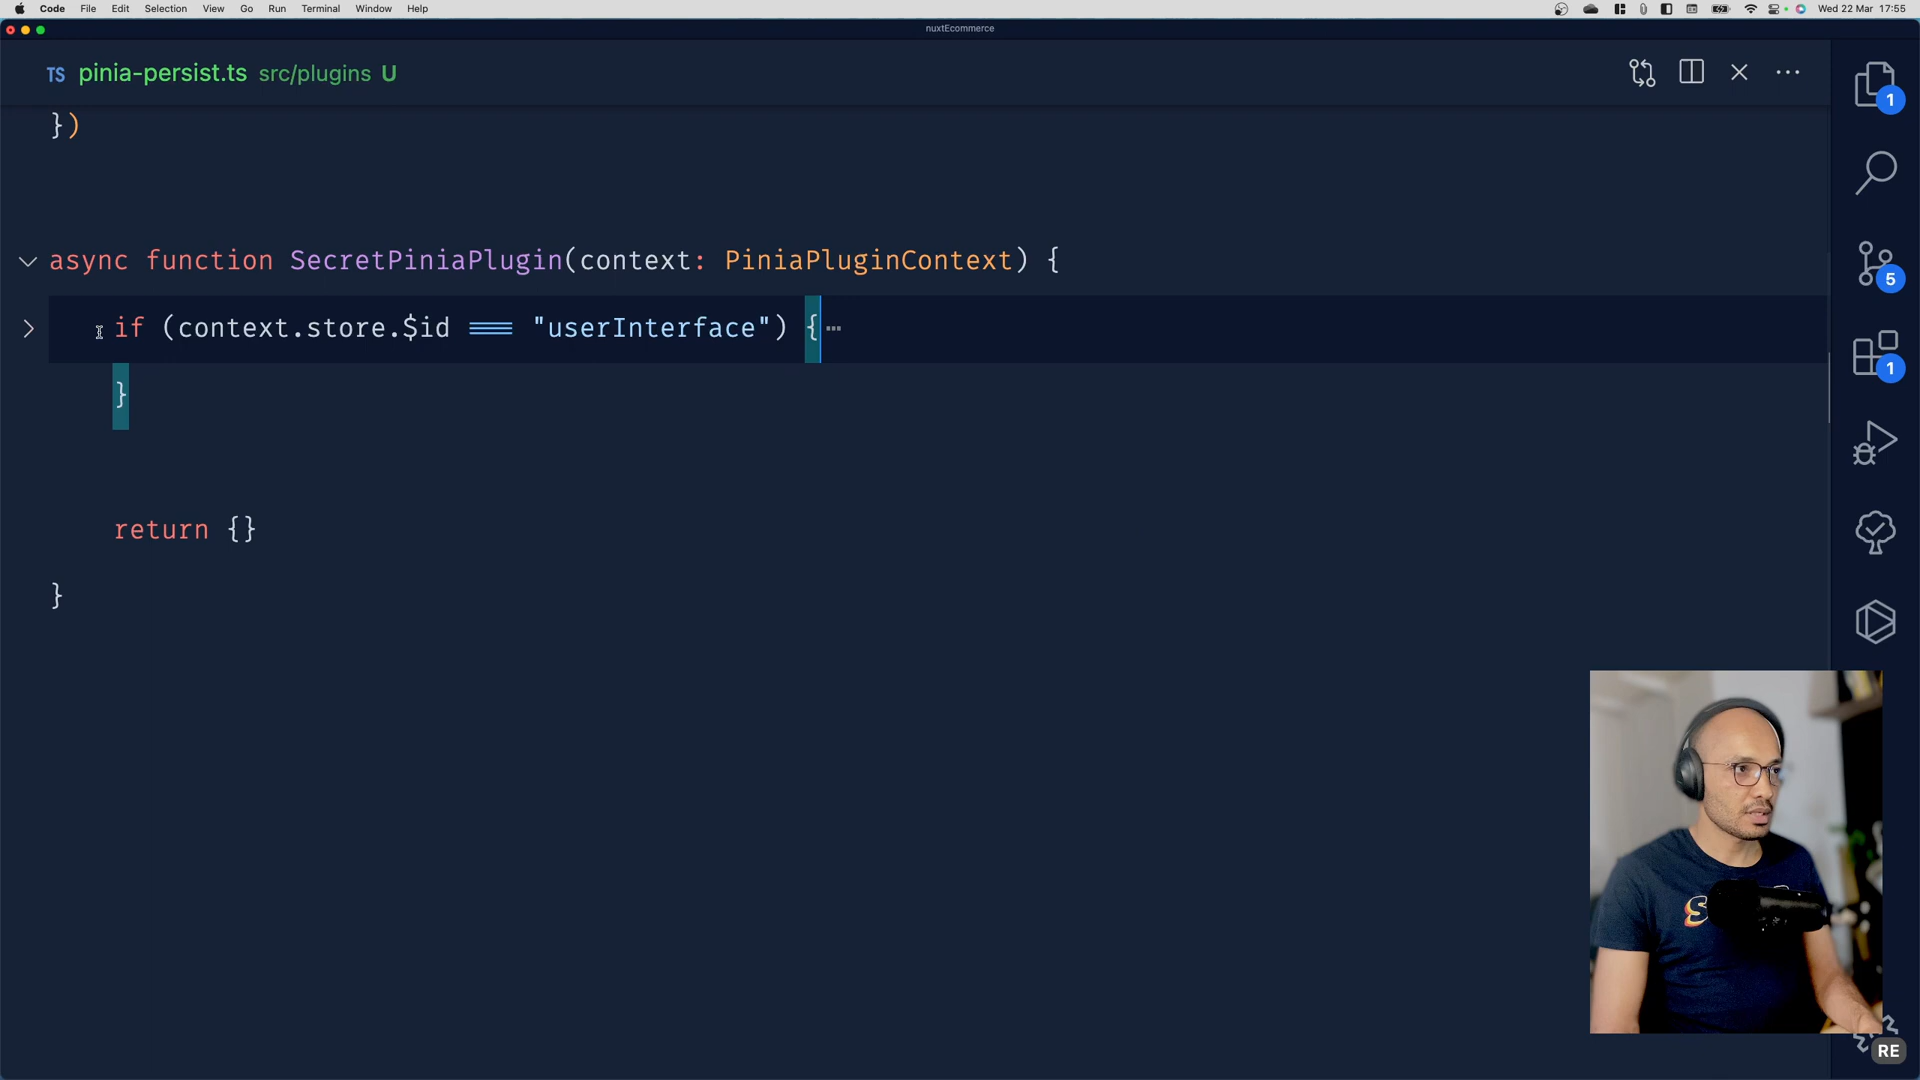 Code File Edit Selection View Go Run Terminal Window Help Wed 22 Mar 17:55
nuxtEcommerce
TS pinia-persist.ts src/plugins U
})
async function SecretPiniaPlugin(context: PiniaPluginContext) {
if (context.store.$id === "userInterface") {…
}
return {}
}
1
5
1
RE